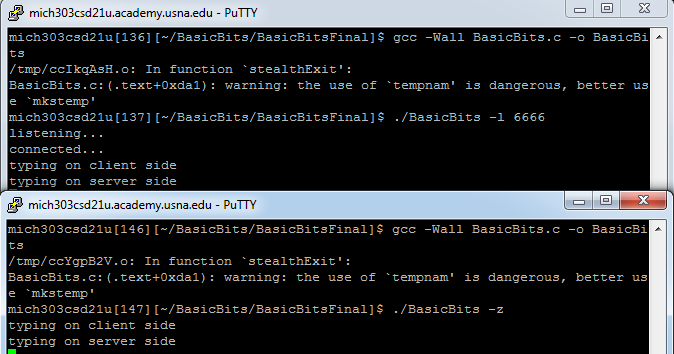 mich303csd21u.academy.usna.edu - PuTTY
mich303csd21u[136][~/BasicBits/BasicBitsFinal]$ gcc -Wall BasicBits.c -o BasicBi
ts
/tmp/ccIkqAsH.o: In function `stealthExit':
BasicBits.c:(.text+0xda1): warning: the use of `tempnam' is dangerous, better us
e `mkstemp'
mich303csd21u[137][~/BasicBits/BasicBitsFinal]$ ./BasicBits -l 6666
listening...
connected...
typing on client side
typing on server side
mich303csd21u.academy.usna.edu - PuTTY
mich303csd21u[146][~/BasicBits/BasicBitsFinal]$ gcc -Wall BasicBits.c -o BasicBi
ts
/tmp/ccYgpB2V.o: In function `stealthExit':
BasicBits.c:(.text+0xda1): warning: the use of `tempnam' is dangerous, better us
e `mkstemp'
mich303csd21u[147][~/BasicBits/BasicBitsFinal]$ ./BasicBits -z
typing on client side
typing on server side